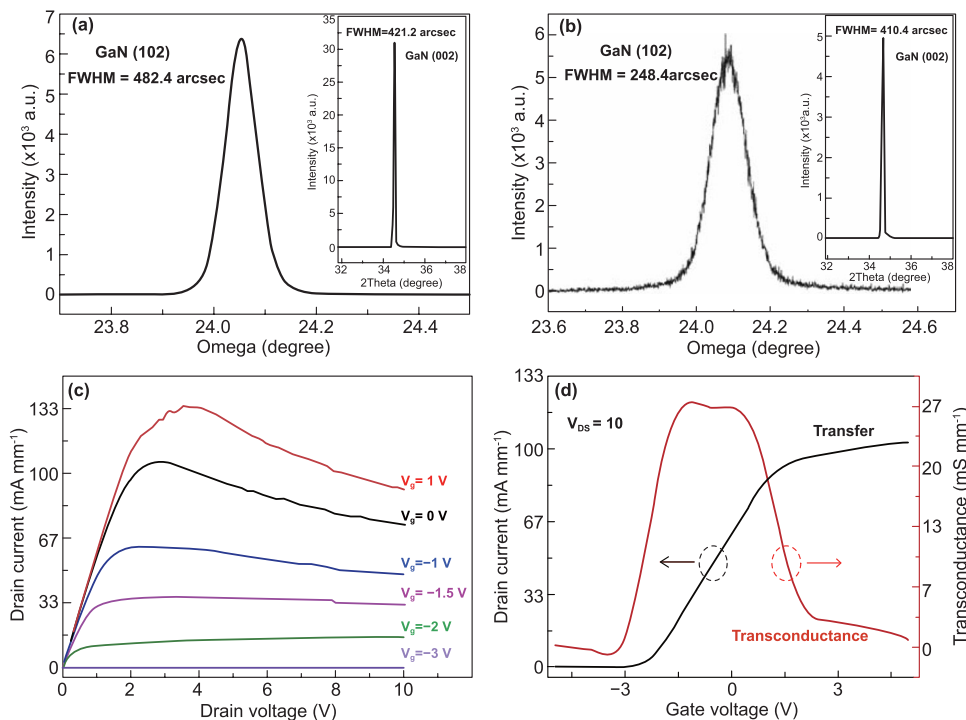 (a)
GaN (102)
FWHM = 482.4 arcsec
Intensity (x10³ a.u.)
7
6
5
4
3
2
1
0
23.8
24.0
24.2
24.4
Omega (degree)
FWHM=421.2 arcsec
GaN (002)
Intensity (x10³ a.u.)
35
30
25
20
15
10
5
0
32
34
36
38
2Theta (degree)
(b)
GaN (102)
FWHM = 248.4arcsec
Intensity (x10³ a.u.)
6
5
4
3
2
1
0
23.6
23.8
24.0
24.2
24.4
24.6
Omega (degree)
FWHM= 410.4 arcsec
GaN (002)
Intensity (x10³ a.u.)
5
4
3
2
1
0
32
34
36
38
2Theta (degree)
(c)
Drain current (mA mm⁻¹)
133
100
67
33
0
Vg= 1 V
Vg= 0 V
Vg=−1 V
Vg= −1.5 V
Vg=−2 V
Vg=−3 V
0
2
4
6
8
10
Drain voltage (V)
(d)
V_DS = 10
Drain current (mA mm⁻¹)
133
100
67
33
0
Transfer
Transconductance
27
20
13
7
0
Transconductance (mS mm⁻¹)
−3
0
3
Gate voltage (V)